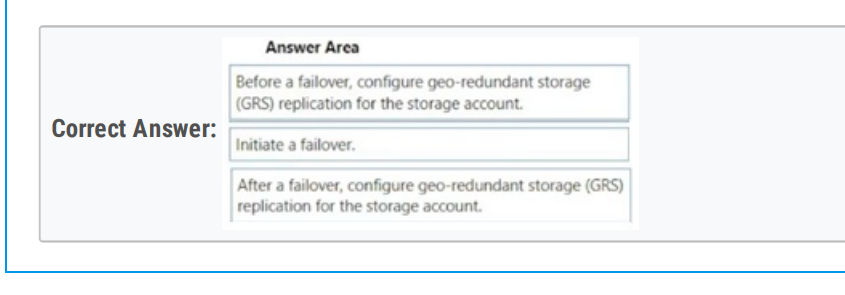 Answer Area
Before a failover, configure geo-redundant storage
(GRS) replication for the storage account.
Correct Answer:
Initiate a failover.
After a failover, configure geo-redundant storage (GRS)
replication for the storage account.